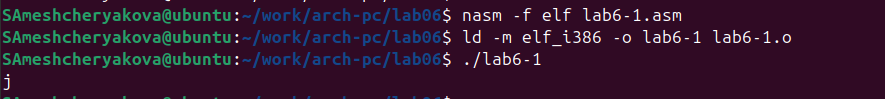 SAmeshcheryakova@ubuntu:~/work/arch-pc/lab06$ nasm -f elf lab6-1.asm
SAmeshcheryakova@ubuntu:~/work/arch-pc/lab06$ ld -m elf_i386 -o lab6-1 lab6-1.o
SAmeshcheryakova@ubuntu:~/work/arch-pc/lab06$ ./lab6-1
j